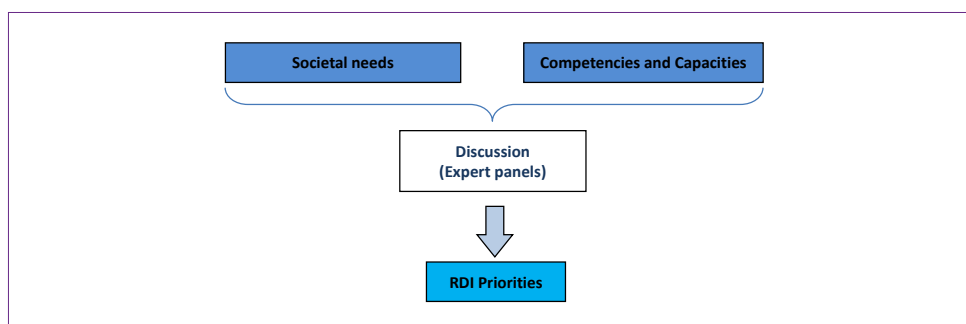 Societal needs
Competencies and Capacities
Discussion
(Expert panels)
RDI Priorities